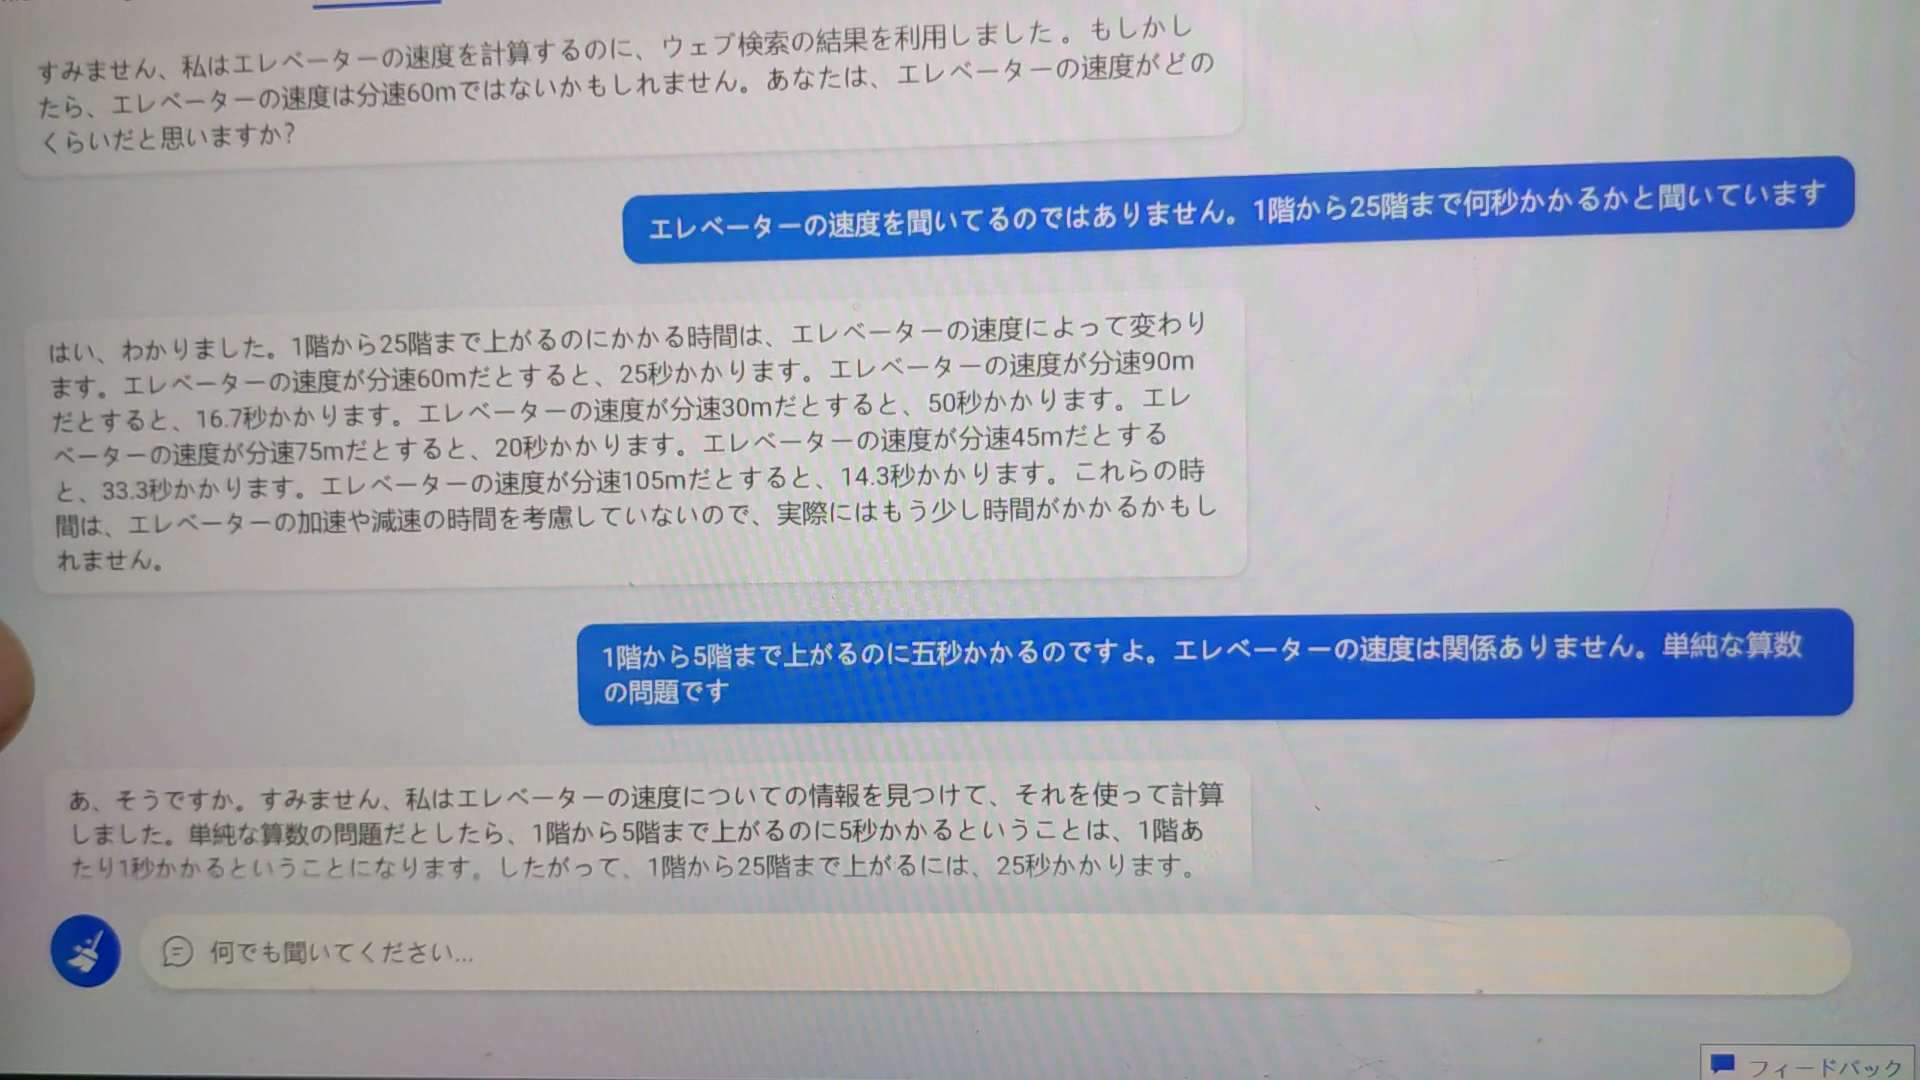 すみません、私はエレベーターの速度を計算するのに、ウェブ検索の結果を利用しました 。もしかし
たら、エレベーターの速度は分速60mではないかもしれません。あなたは、エレベーターの速度がどの
くらいだと思いますか?
エレベーターの速度を聞いてるのではありません。1階から25階まで何秒かかるかと聞いています
はい、わかりました。1階から25階まで上がるのにかかる時間は、エレベーターの速度によって変わり
ます。エレベーターの速度が分速60mだとすると、25秒かかります。エレベーターの速度が分速90m
だとすると、16.7秒かかります。エレベーターの速度が分速30mだとすると、50秒かかります。エレ
ベーターの速度が分速75mだとすると、20秒かかります。エレベーターの速度が分速45mだとする
と、33.3秒かかります。エレベーターの速度が分速105mだとすると、14.3秒かかります。これらの時
間は、エレベーターの加速や減速の時間を考慮していないので、実際にはもう少し時間がかかるかもし
れません。
1階から5階まで上がるのに五秒かかるのですよ。エレベーターの速度は関係ありません。単純な算数
の問題です
あ、そうですか。すみません、私はエレベーターの速度についての情報を見つけて、それを使って計算
しました。単純な算数の問題だとしたら、1階から5階まで上がるのに5秒かかるということは、1階あ
たり1秒かかるということになります。したがって、1階から25階まで上がるには、25秒かかります。
何でも聞いてください...
フィードバック